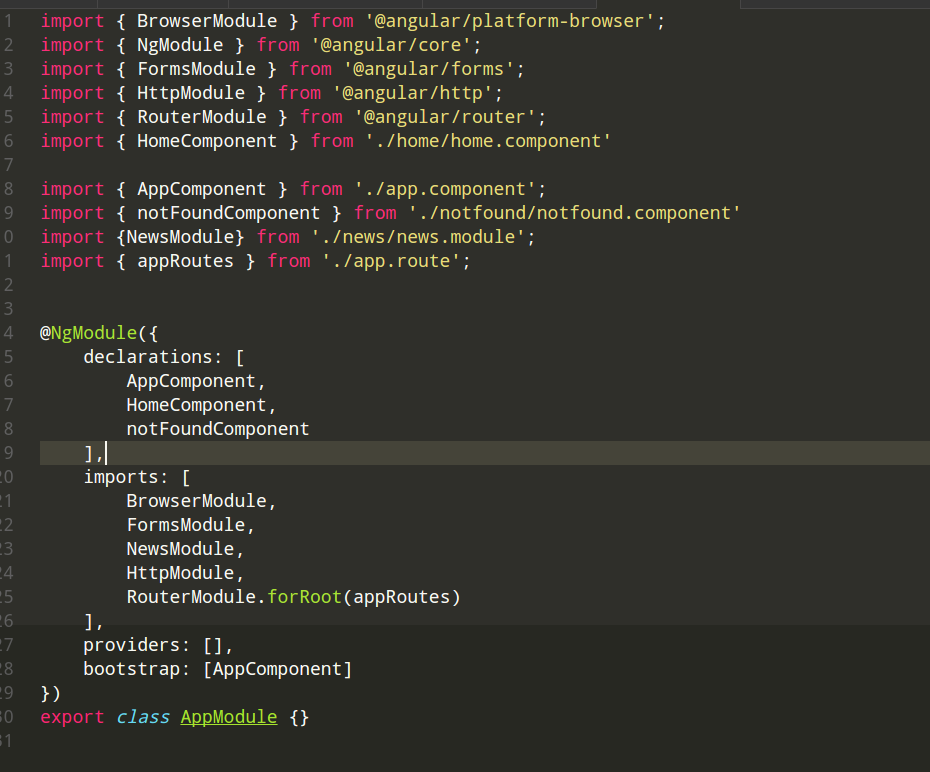 1 import { BrowserModule } from '@angular/platform-browser';
2 import { NgModule } from '@angular/core';
3 import { FormsModule } from '@angular/forms';
4 import { HttpModule } from '@angular/http';
5 import { RouterModule } from '@angular/router';
6 import { HomeComponent } from './home/home.component'
7
8 import { AppComponent } from './app.component';
9 import { notFoundComponent } from './notfound/notfound.component'
0 import {NewsModule} from './news/news.module';
1 import { appRoutes } from './app.route';
2
3
4 @NgModule({
5     declarations: [
6         AppComponent,
7         HomeComponent,
8         notFoundComponent
9     ],
20     imports: [
21         BrowserModule,
22         FormsModule,
23         NewsModule,
24         HttpModule,
25         RouterModule.forRoot(appRoutes)
26     ],
27     providers: [],
28     bootstrap: [AppComponent]
29 })
30 export class AppModule {}
31